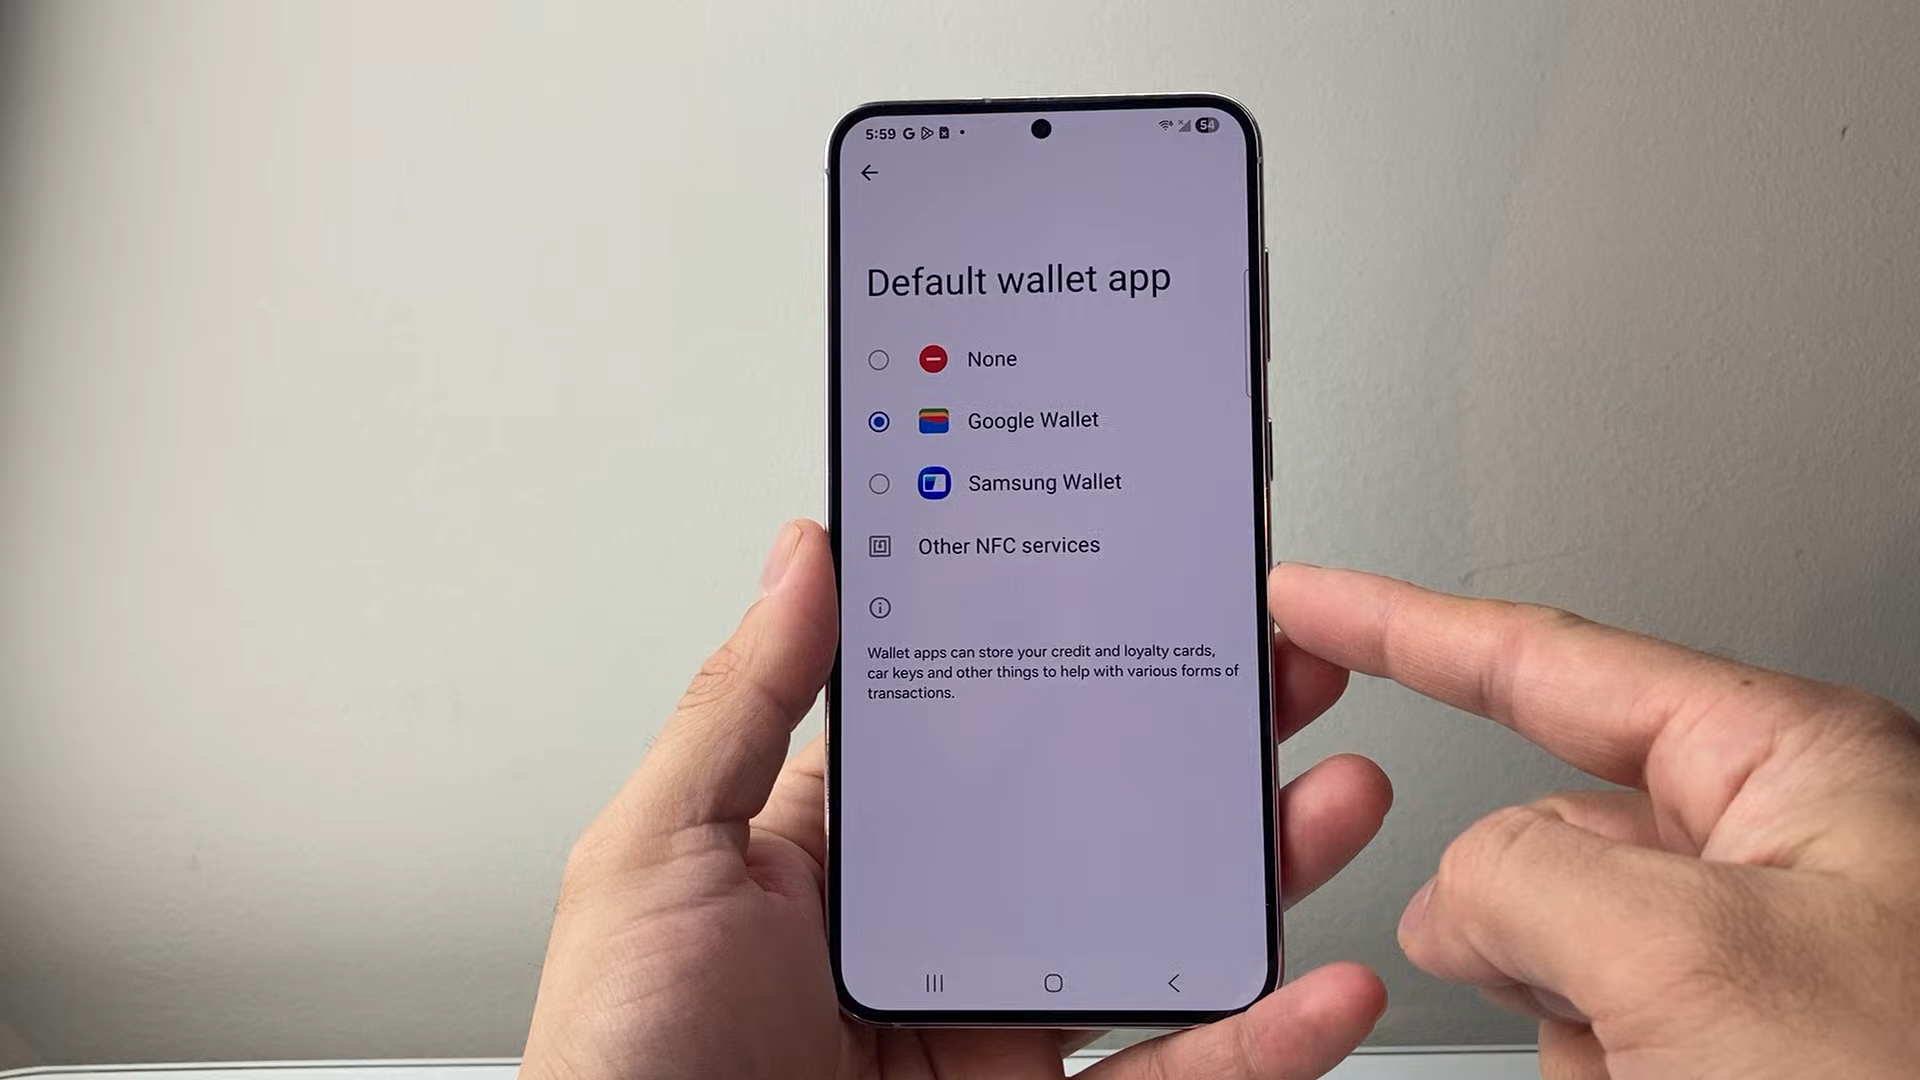 5:59
54
Default wallet app
None
Google Wallet
Samsung Wallet
Other NFC services
Wallet apps can store your credit and loyalty cards,
car keys and other things to help with various forms of
transactions.